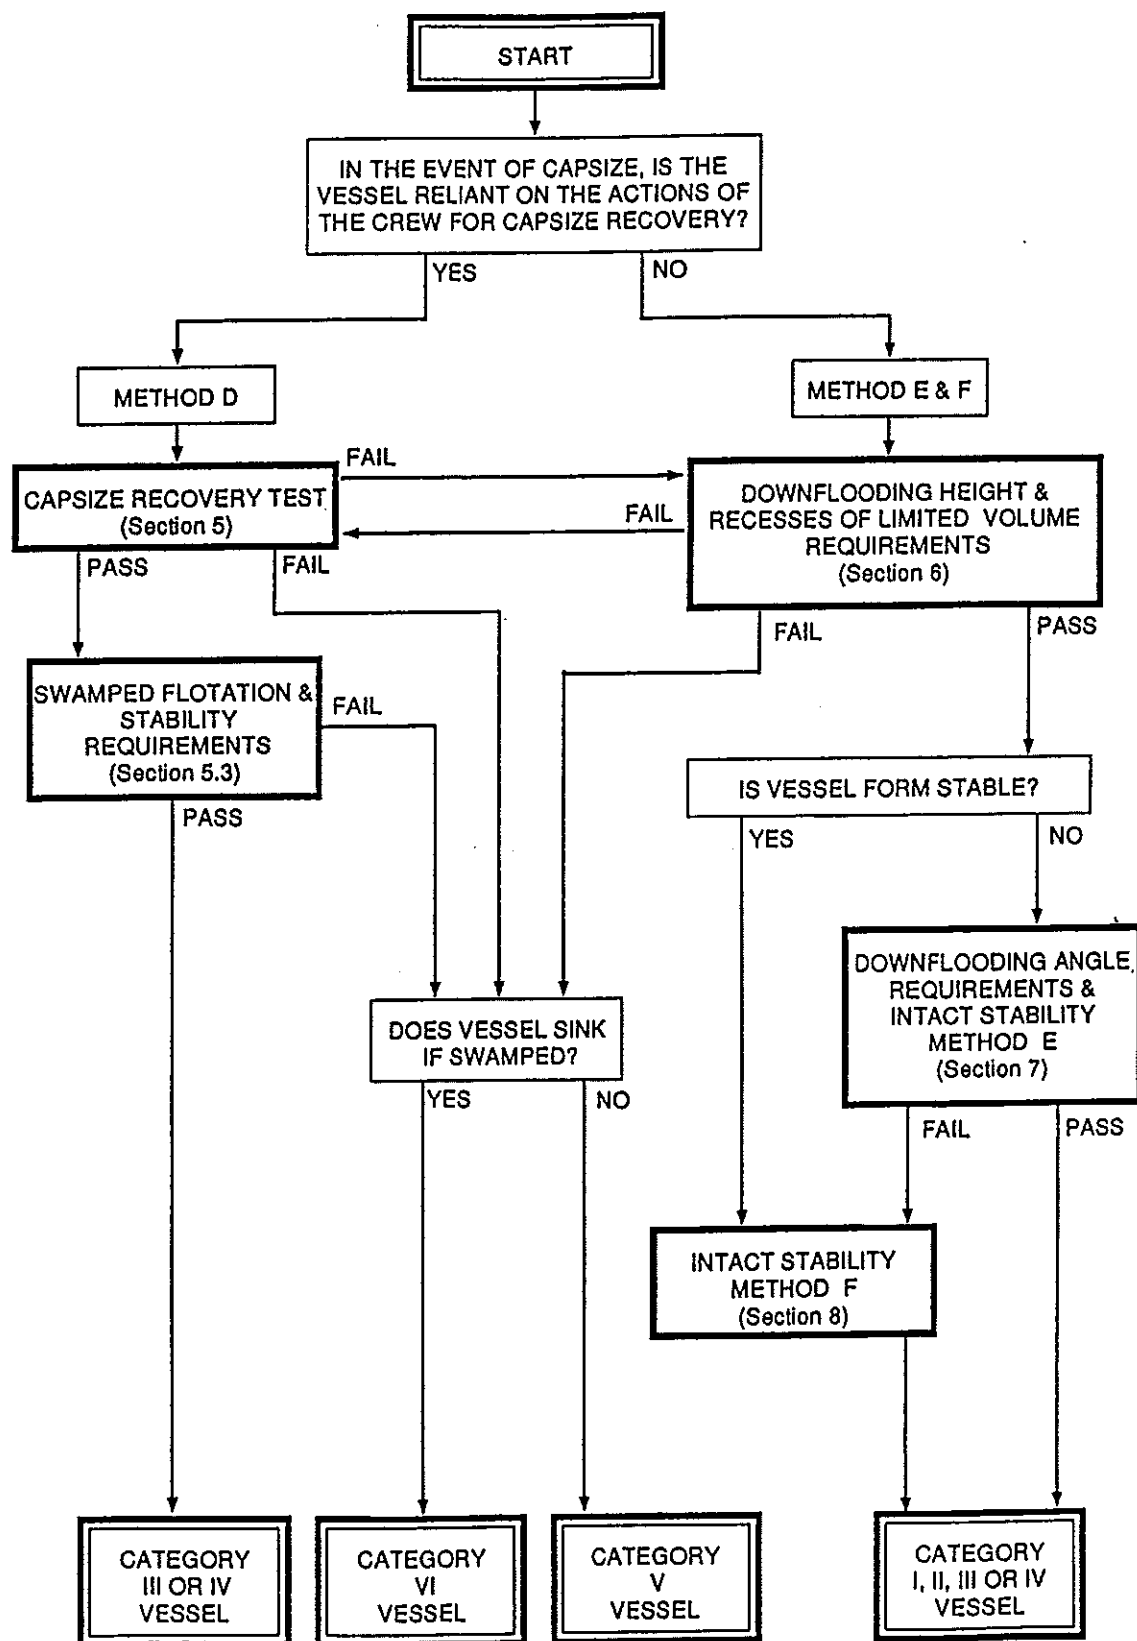 START
IN THE EVENT OF CAPSIZE, IS THE
VESSEL RELIANT ON THE ACTIONS OF
THE CREW FOR CAPSIZE RECOVERY?
YES
NO
METHOD D
METHOD E & F
FAIL
CAPSIZE RECOVERY TEST
(Section 5)
FAIL
DOWNFLOODING HEIGHT &
RECESSES OF LIMITED VOLUME
REQUIREMENTS
(Section 6)
PASS
FAIL
FAIL
PASS
SWAMPED FLOTATION &
STABILITY
REQUIREMENTS
(Section 5.3)
FAIL
PASS
IS VESSEL FORM STABLE?
YES
NO
DOWNFLOODING ANGLE,
REQUIREMENTS &
INTACT STABILITY
METHOD E
(Section 7)
DOES VESSEL SINK
IF SWAMPED?
YES
NO
FAIL
PASS
INTACT STABILITY
METHOD F
(Section 8)
CATEGORY
III OR IV
VESSEL
CATEGORY
VI
VESSEL
CATEGORY
V
VESSEL
CATEGORY
I, II, III OR IV
VESSEL